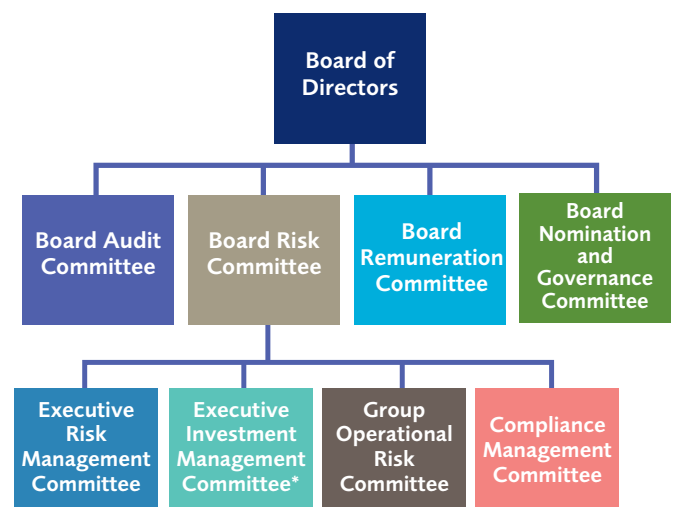 Board of
Directors
Board Audit
Committee
Board Risk
Committee
Board
Remuneration
Committee
Board
Nomination
and
Governance
Committee
Executive
Risk
Management
Committee
Executive
Investment
Management
Committee*
Group
Operational
Risk
Committee
Compliance
Management
Committee